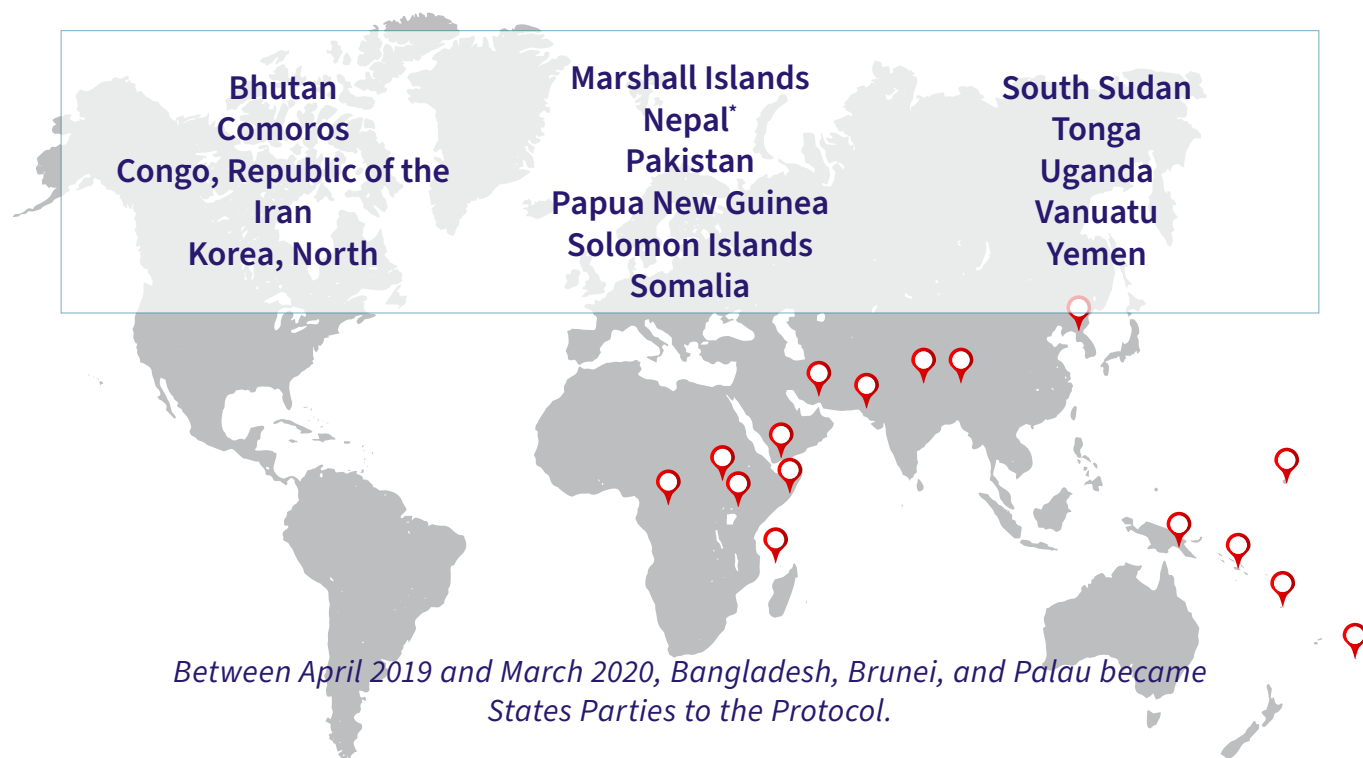 Bhutan
Comoros
Congo, Republic of the
Iran
Korea, North
Marshall Islands
Nepal*
Pakistan
Papua New Guinea
Solomon Islands
Somalia
South Sudan
Tonga
Uganda
Vanuatu
Yemen
Between April 2019 and March 2020, Bangladesh, Brunei, and Palau became
States Parties to the Protocol.